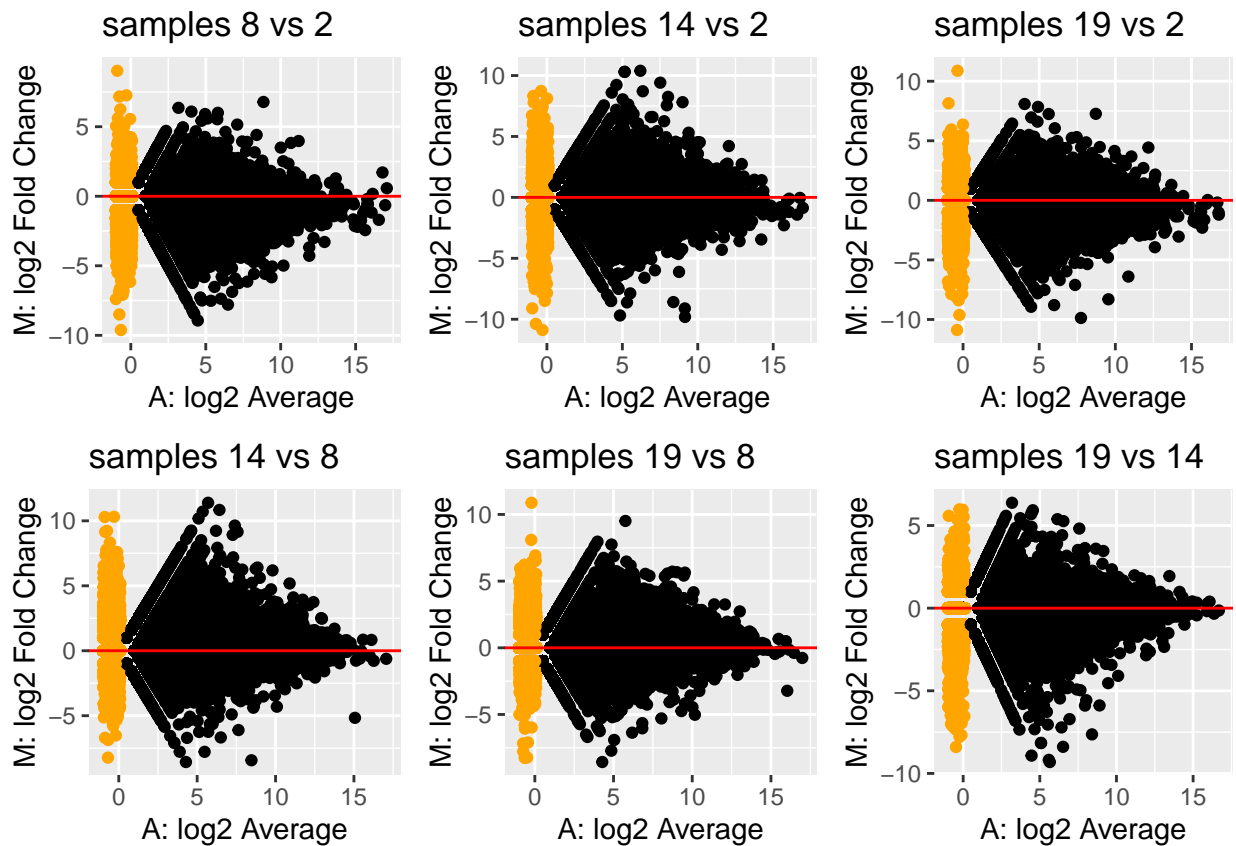 samples 8 vs 2
M: log2 Fold Change
5
0
−5
−10
0
5
10
15
A: log2 Average
samples 14 vs 2
M: log2 Fold Change
10
5
0
−5
−10
0
5
10
15
A: log2 Average
samples 19 vs 2
M: log2 Fold Change
10
5
0
−5
−10
0
5
10
15
A: log2 Average
samples 14 vs 8
M: log2 Fold Change
10
5
0
−5
0
5
10
15
A: log2 Average
samples 19 vs 8
M: log2 Fold Change
10
5
0
−5
0
5
10
15
A: log2 Average
samples 19 vs 14
M: log2 Fold Change
5
0
−5
−10
0
5
10
15
A: log2 Average